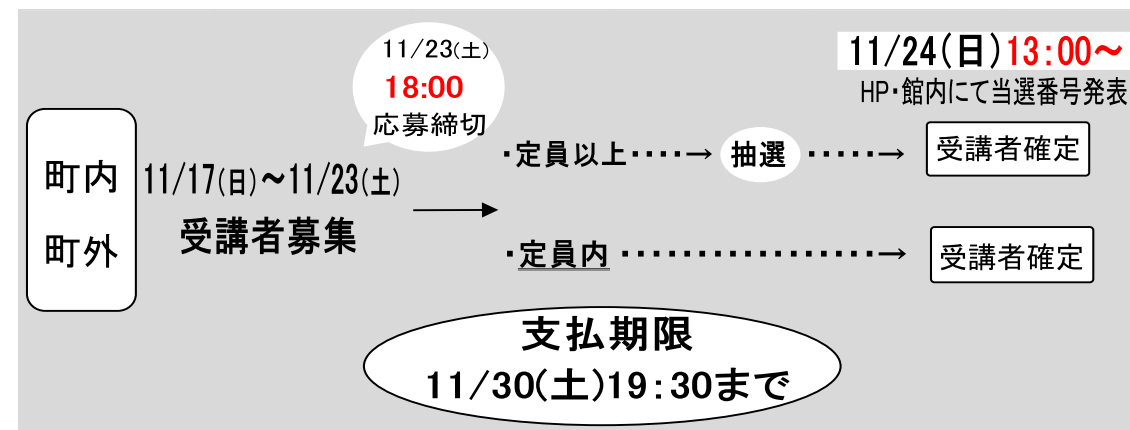 町内
町外
11/17(日)～11/23(土)
受講者募集
11/23(土)
18:00
応募締切
・定員以上・・・・→
抽選
・・・・・→
11/24(日)13:00～
HP・館内にて当選番号発表
受講者確定
・定員内・・・・・・・・・・・・・・・・・→
受講者確定
支払期限
11/30(土)19:30まで